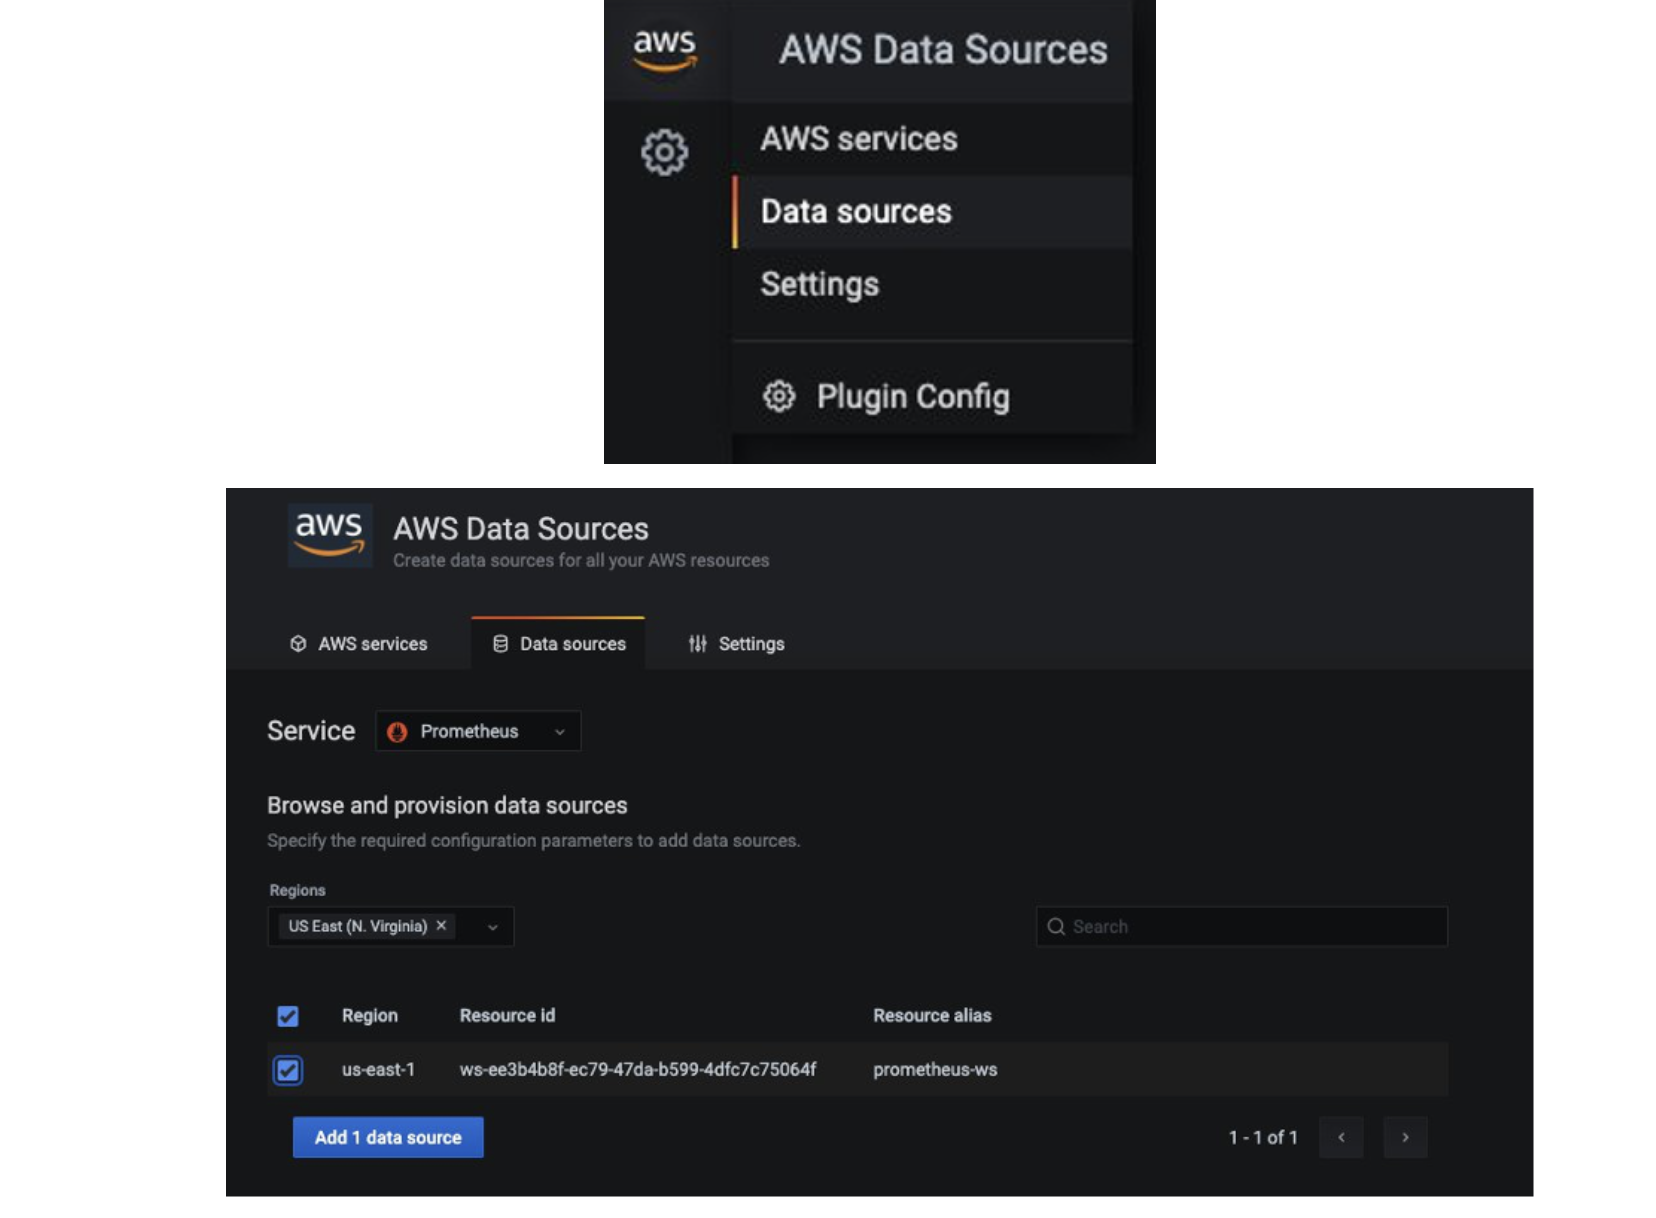 aws
AWS Data Sources
AWS services
Data sources
Settings
Plugin Config
aws
AWS Data Sources
Create data sources for all your AWS resources
AWS services Data sources Settings
Service Prometheus
Browse and provision data sources
Specify the required configuration parameters to add data sources.
Regions
US East (N. Virginia) ×
Search
Region Resource id Resource alias
us-east-1 ws-ee3b4b8f-ec79-47da-b599-4dfc7c75064f prometheus-ws
Add 1 data source 1 - 1 of 1